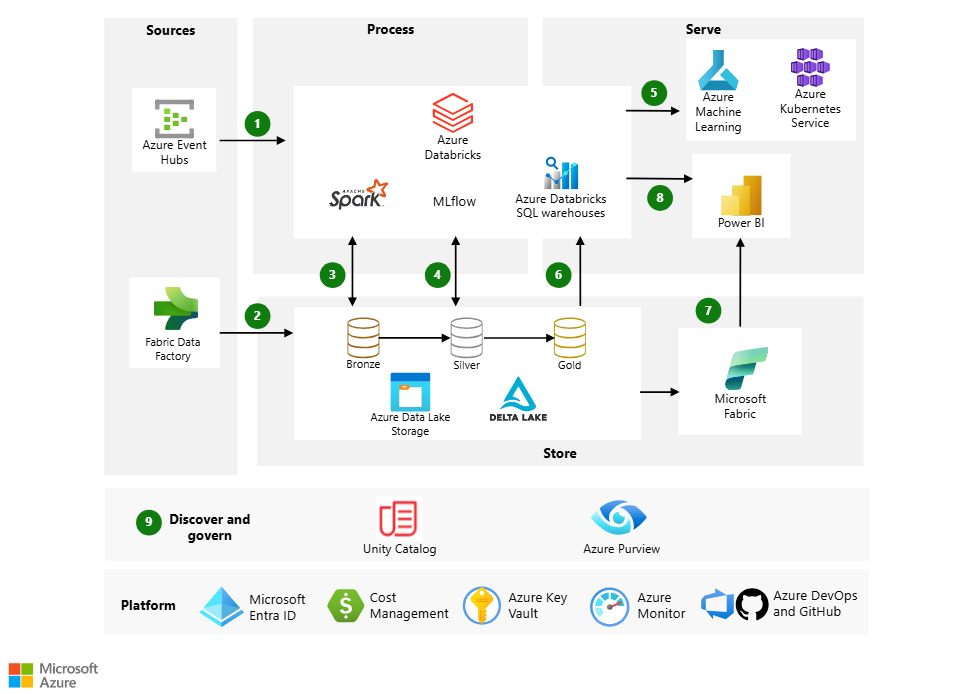 Sources
Process
Serve
Azure Event
Hubs
1
Azure
Databricks
APACHE
Spark
MLflow
Azure Databricks
SQL warehouses
5
Azure
Machine
Learning
Azure
Kubernetes
Service
8
Power BI
3
4
6
7
Fabric Data
Factory
2
Bronze
Silver
Gold
Azure Data Lake
Storage
DELTA LAKE
Microsoft
Fabric
Store
9
Discover and
govern
Unity Catalog
Azure Purview
Platform
Microsoft
Entra ID
$
Cost
Management
Azure Key
Vault
Azure
Monitor
Azure DevOps
and GitHub
Microsoft
Azure